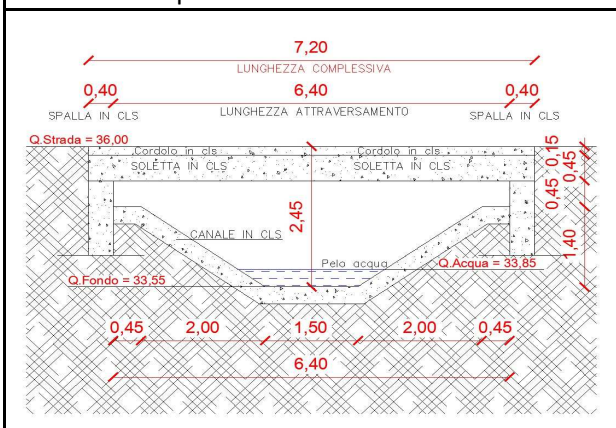 7,20
LUNGHEZZA COMPLESSIVA
0,40 6,40 0,40
SPALLA IN CLS LUNGHEZZA ATTRAVERSAMENTO SPALLA IN CLS
Q.Strada = 36,00
Cordolo in cls Cordolo in cls
SOLETTA IN CLS SOLETTA IN CLS
0,15
0,45
0,45
2,45
1,40
CANALE IN CLS
Pelo acqua
Q.Acqua = 33,85
Q.Fondo = 33,55
0,45 2,00 1,50 2,00 0,45
6,40